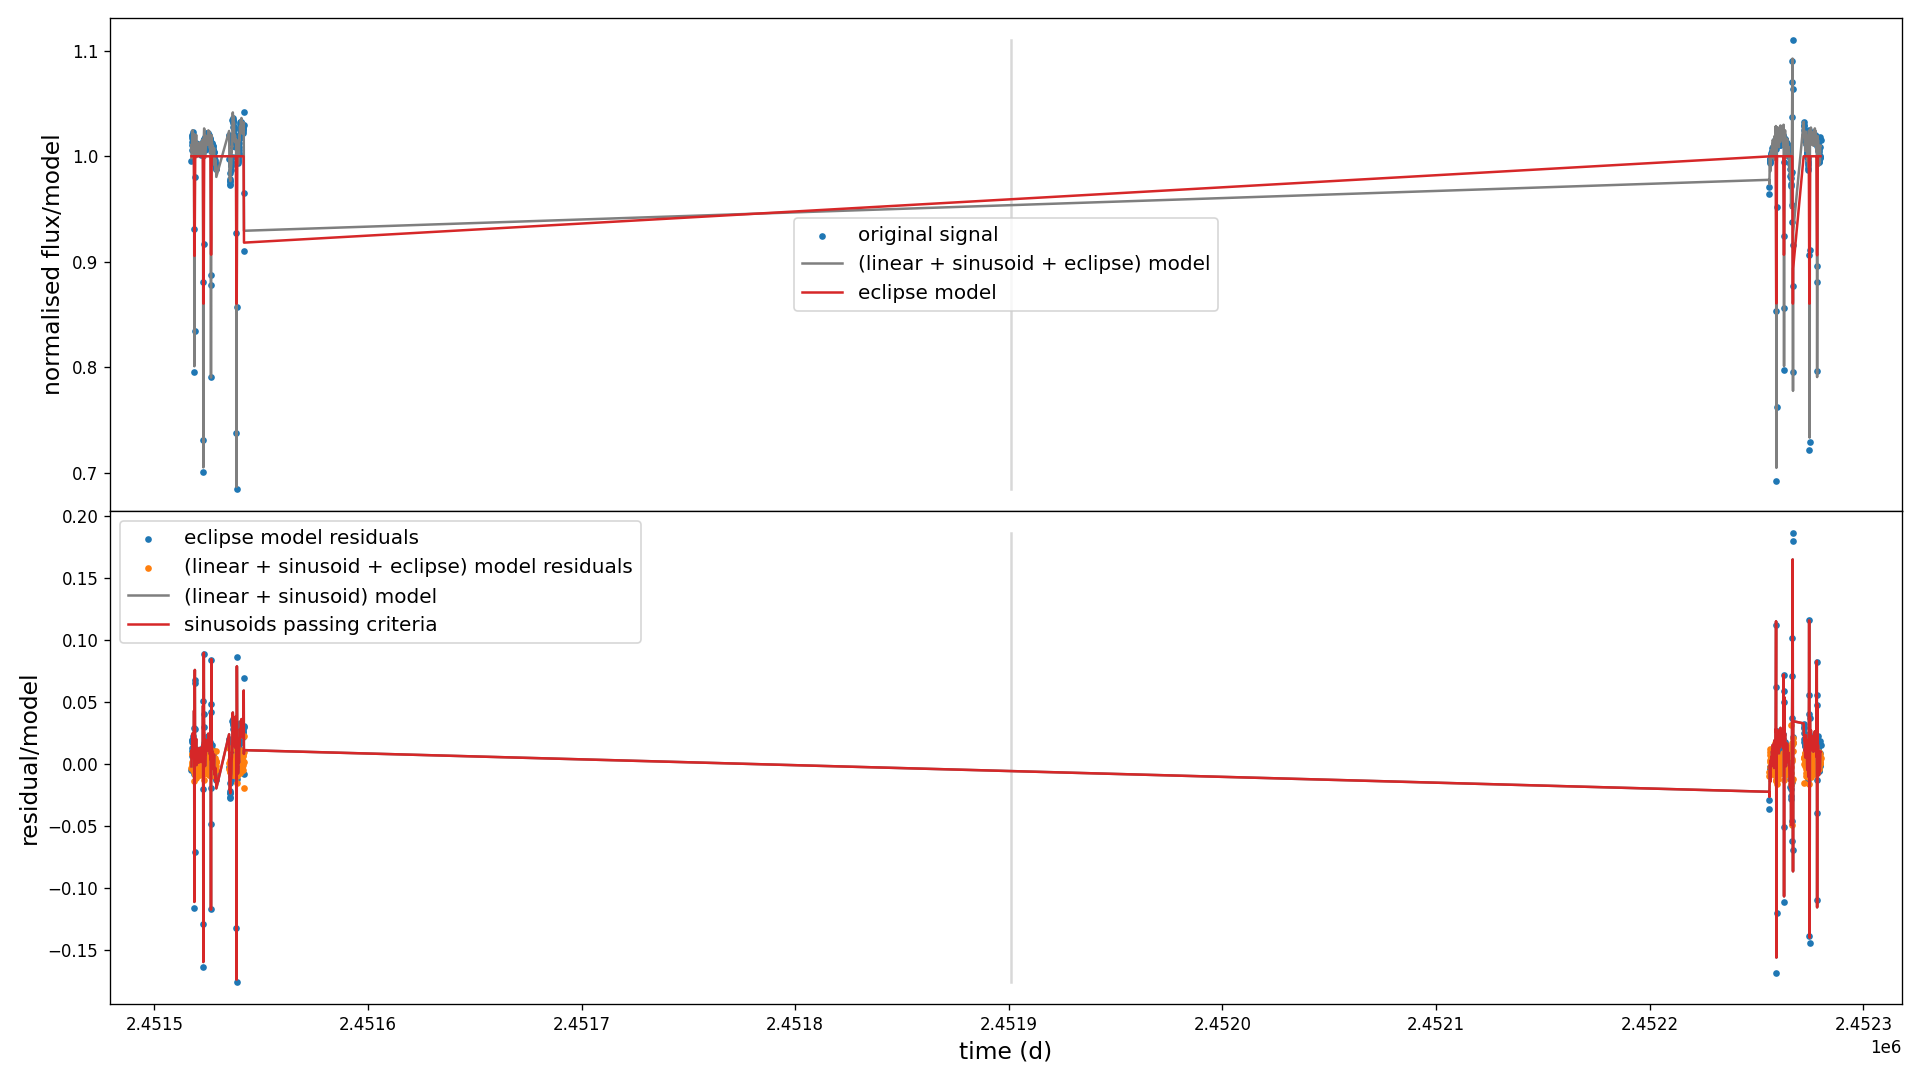 1.1
1.0
0.9
0.8
0.7
normalised flux/model
original signal
(linear + sinusoid + eclipse) model
eclipse model
0.20
0.15
0.10
0.05
0.00
−0.05
−0.10
−0.15
residual/model
eclipse model residuals
(linear + sinusoid + eclipse) model residuals
(linear + sinusoid) model
sinusoids passing criteria
2.4515 2.4516 2.4517 2.4518 2.4519 2.4520 2.4521 2.4522 2.4523
1e6
time (d)